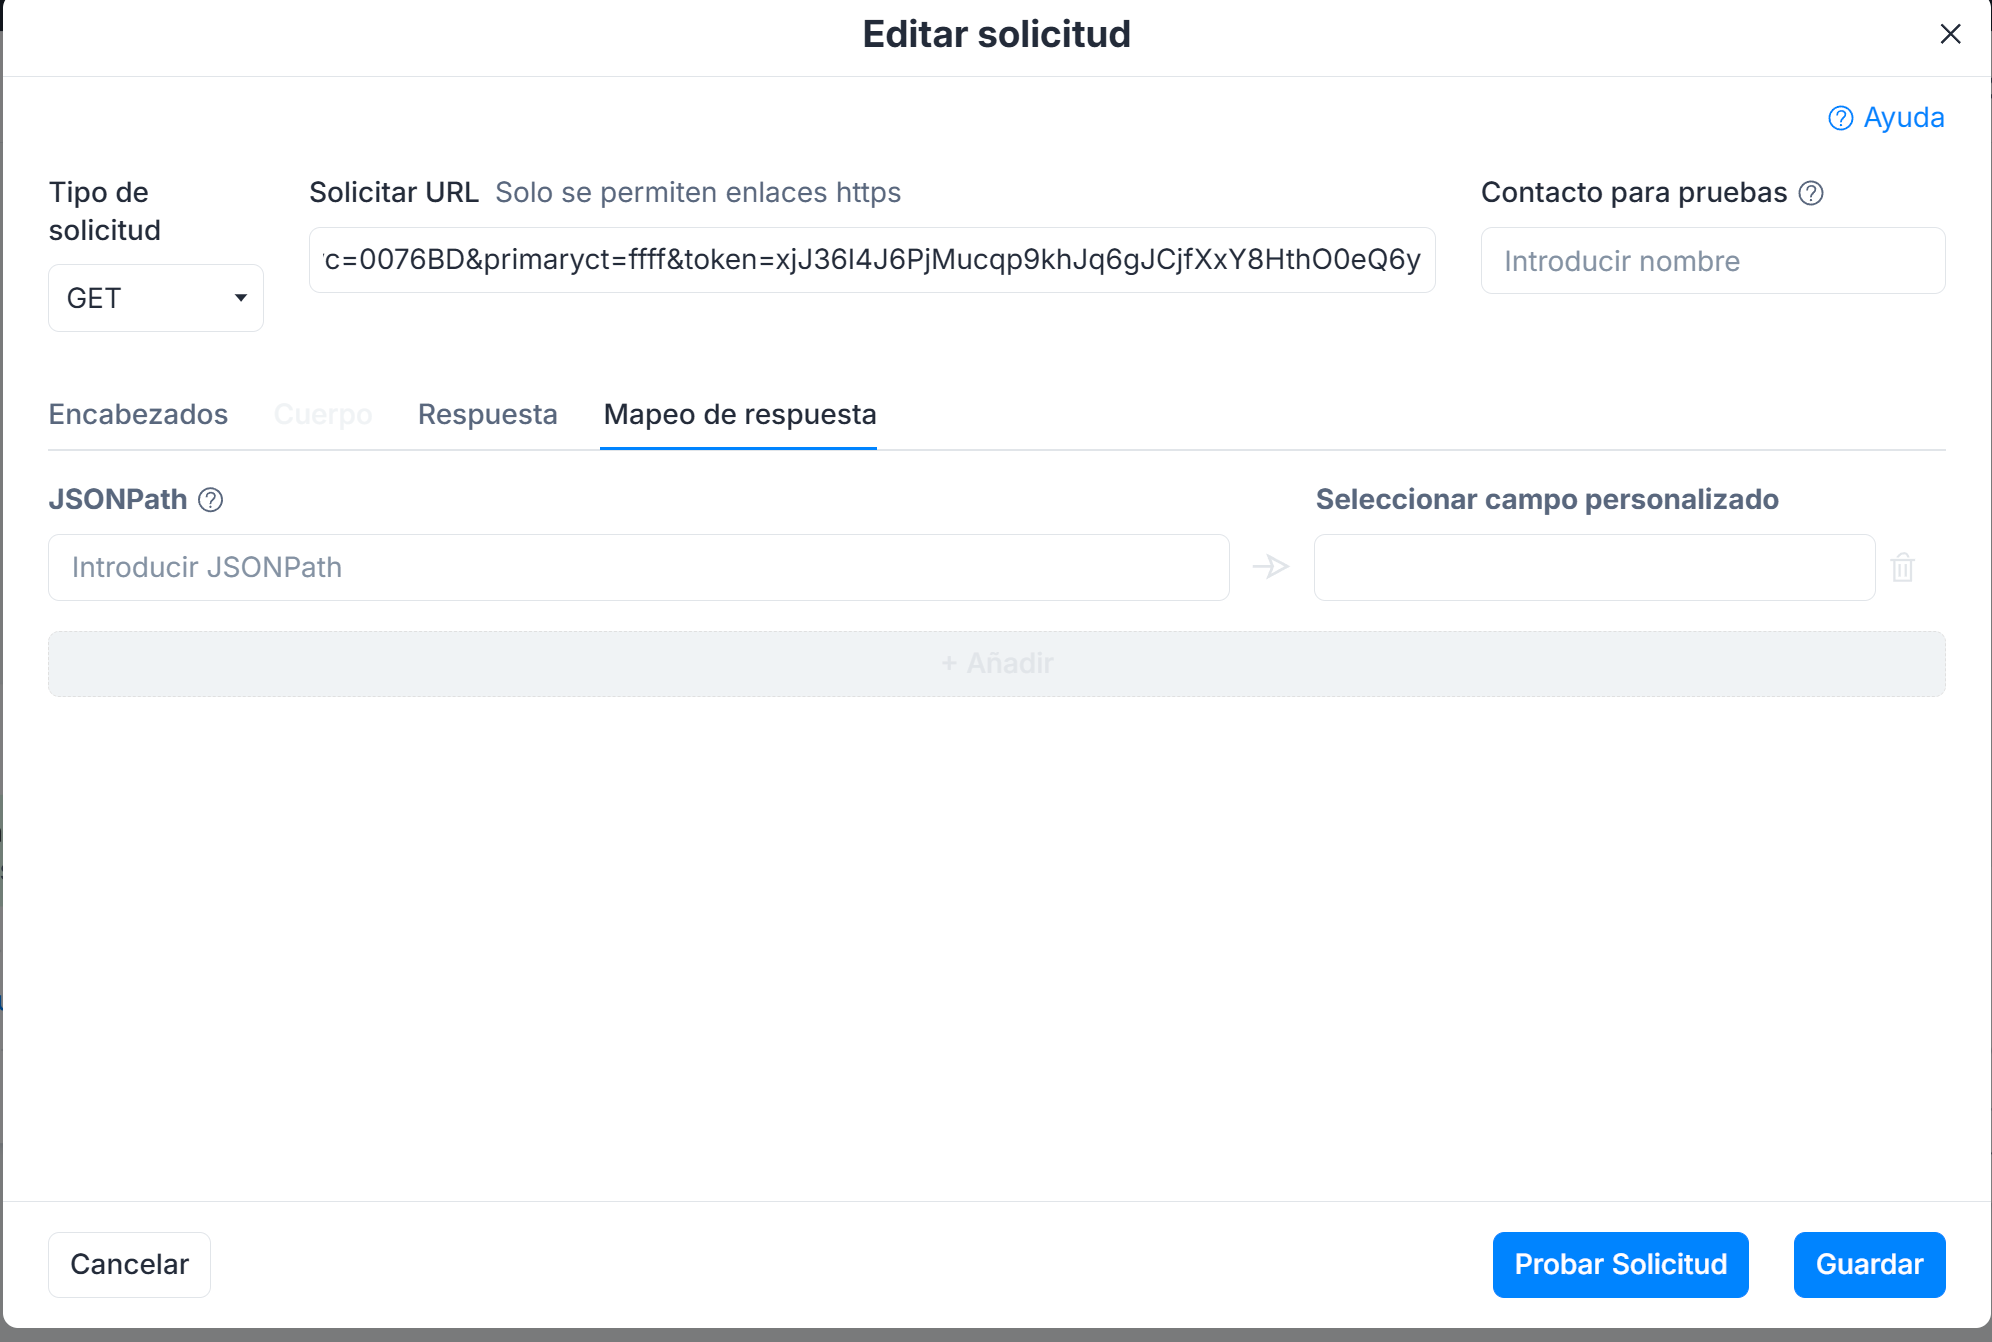 Editar solicitud
Ayuda
Tipo de
solicitud
Solicitar URL Solo se permiten enlaces https
Contacto para pruebas
GET
c=0076BD&primaryct=ffff&token=xjJ36I4J6PjMucqp9khJq6gJCjfXxY8HthO0eQ6y
Introducir nombre
Encabezados Cuerpo Respuesta Mapeo de respuesta
JSONPath
Seleccionar campo personalizado
Introducir JSONPath
+ Añadir
Cancelar
Probar Solicitud
Guardar